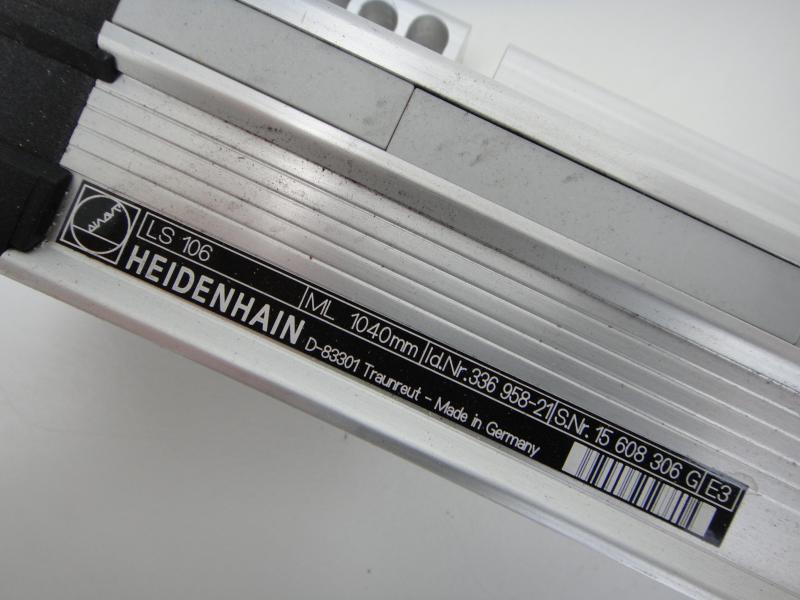 LS 106 ML 1040mm Id.Nr.336 958-21 S.Nr. 15 608 306 G E3
HEIDENHAIN D-83301 Traunreut - Made in Germany